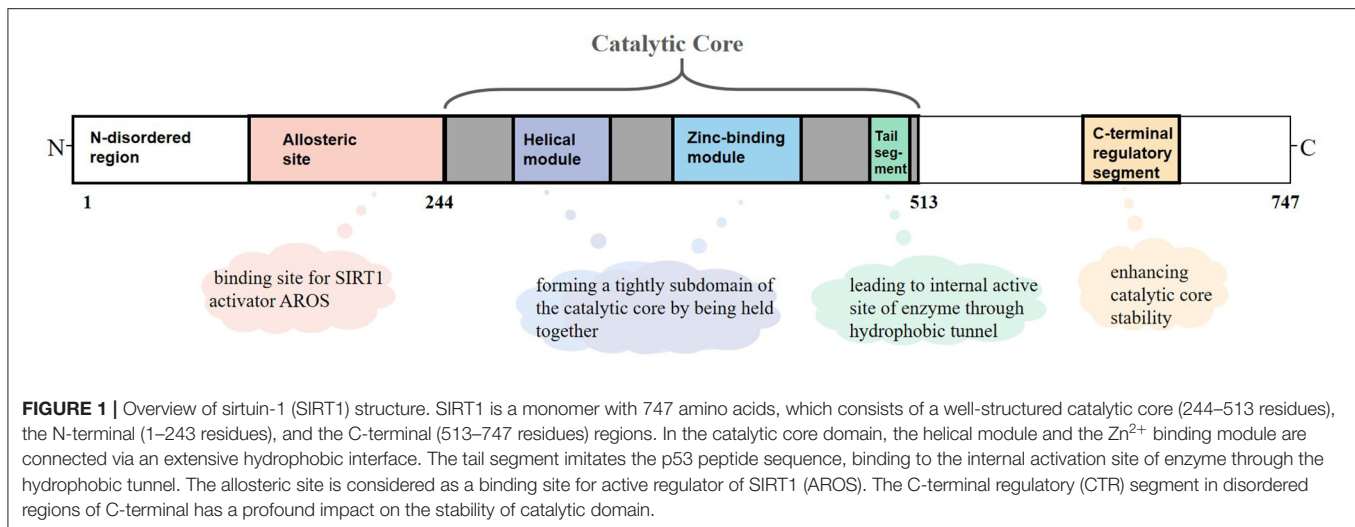 Catalytic Core
N
N-disordered
region
Allosteric
site
Helical
module
Zinc-binding
module
Tail
seg-
ment
C-terminal
regulatory
segment
C
1
244
513
747
binding site for SIRT1
activator AROS
forming a tightly subdomain of
the catalytic core by being held
together
leading to internal active
site of enzyme through
hydrophobic tunnel
enhancing
catalytic core
stability
FIGURE 1 | Overview of sirtuin-1 (SIRT1) structure. SIRT1 is a monomer with 747 amino acids, which consists of a well-structured catalytic core (244–513 residues),
the N-terminal (1–243 residues), and the C-terminal (513–747 residues) regions. In the catalytic core domain, the helical module and the Zn²⁺ binding module are
connected via an extensive hydrophobic interface. The tail segment imitates the p53 peptide sequence, binding to the internal activation site of enzyme through the
hydrophobic tunnel. The allosteric site is considered as a binding site for active regulator of SIRT1 (AROS). The C-terminal regulatory (CTR) segment in disordered
regions of C-terminal has a profound impact on the stability of catalytic domain.